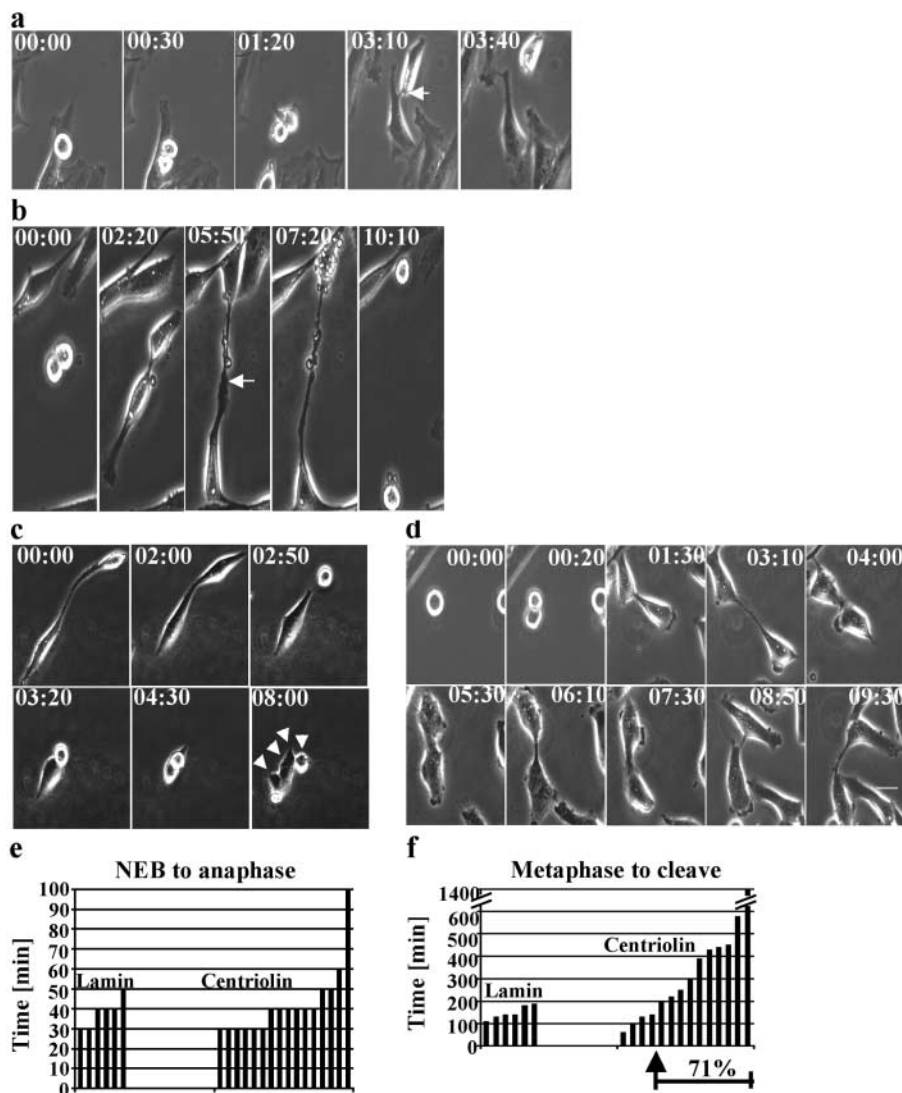 a
00:00 00:30 01:20 03:10 03:40
b
00:00 02:20 05:50 07:20 10:10
c
00:00 02:00 02:50
03:20 04:30 08:00
d
00:00 00:20 01:30 03:10 04:00
05:30 06:10 07:30 08:50 09:30
e
NEB to anaphase
Time [min]
100
90
80
70
60
50
40
30
20
10
0
Lamin Centriolin
f
Metaphase to cleave
Time [min]
1400
600
500
400
300
200
100
0
Lamin Centriolin
71%